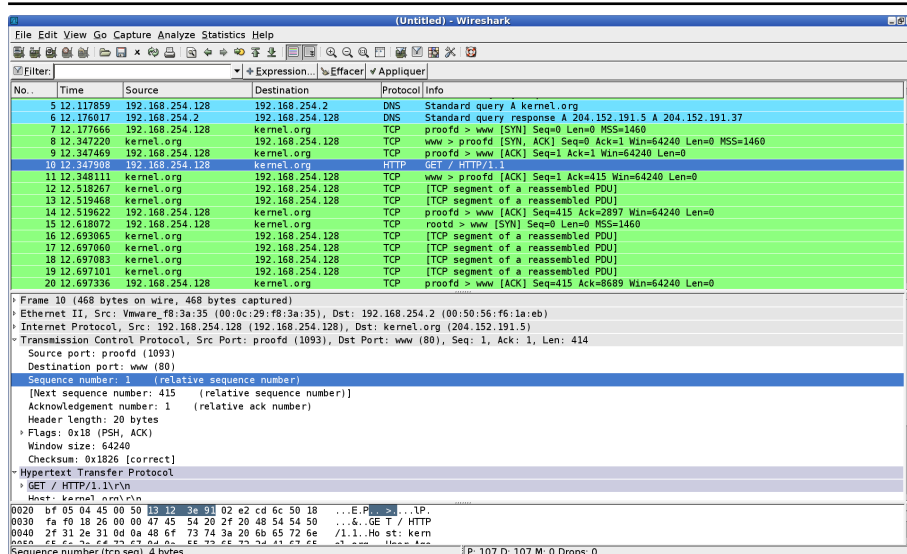 (Untitled) - Wireshark
File Edit View Go Capture Analyze Statistics Help
Filter: Expression... Effacer Appliquer
No.. Time Source Destination Protocol Info
5 12.117859 192.168.254.128 192.168.254.2 DNS Standard query A kernel.org
6 12.176017 192.168.254.2 192.168.254.128 DNS Standard query response A 204.152.191.5 A 204.152.191.37
7 12.177666 192.168.254.128 kernel.org TCP proofd > www [SYN] Seq=0 Len=0 MSS=1460
8 12.347220 kernel.org 192.168.254.128 TCP www > proofd [SYN, ACK] Seq=0 Ack=1 Win=64240 Len=0 MSS=1460
9 12.347469 192.168.254.128 kernel.org TCP proofd > www [ACK] Seq=1 Ack=1 Win=64240 Len=0
10 12.347908 192.168.254.128 kernel.org HTTP GET / HTTP/1.1
11 12.348111 kernel.org 192.168.254.128 TCP www > proofd [ACK] Seq=1 Ack=415 Win=64240 Len=0
12 12.518267 kernel.org 192.168.254.128 TCP [TCP segment of a reassembled PDU]
13 12.519468 kernel.org 192.168.254.128 TCP [TCP segment of a reassembled PDU]
14 12.519622 192.168.254.128 kernel.org TCP proofd > www [ACK] Seq=415 Ack=2897 Win=64240 Len=0
15 12.618072 192.168.254.128 kernel.org TCP rootd > www [SYN] Seq=0 Len=0 MSS=1460
16 12.693065 kernel.org 192.168.254.128 TCP [TCP segment of a reassembled PDU]
17 12.697060 kernel.org 192.168.254.128 TCP [TCP segment of a reassembled PDU]
18 12.697083 kernel.org 192.168.254.128 TCP [TCP segment of a reassembled PDU]
19 12.697101 kernel.org 192.168.254.128 TCP [TCP segment of a reassembled PDU]
20 12.697336 192.168.254.128 kernel.org TCP proofd > www [ACK] Seq=415 Ack=8689 Win=64240 Len=0
Frame 10 (468 bytes on wire, 468 bytes captured)
Ethernet II, Src: Vmware_f8:3a:35 (00:0c:29:f8:3a:35), Dst: 192.168.254.2 (00:50:56:f6:1a:eb)
Internet Protocol, Src: 192.168.254.128 (192.168.254.128), Dst: kernel.org (204.152.191.5)
Transmission Control Protocol, Src Port: proofd (1093), Dst Port: www (80), Seq: 1, Ack: 1, Len: 414
Source port: proofd (1093)
Destination port: www (80)
Sequence number: 1 (relative sequence number)
[Next sequence number: 415 (relative sequence number)]
Acknowledgement number: 1 (relative ack number)
Header length: 20 bytes
Flags: 0x18 (PSH, ACK)
Window size: 64240
Checksum: 0x1826 [correct]
Hypertext Transfer Protocol
GET / HTTP/1.1\r\n
Host: kernel.org\r\n
0020 bf 05 04 45 00 50 13 12 3e 91 02 e2 cd 6c 50 18 ...E.P.. >....lP.
0030 fa f0 18 26 00 00 47 45 54 20 2f 20 48 54 54 50 ...&..GE T / HTTP
0040 2f 31 2e 31 0d 0a 48 6f 73 74 3a 20 6b 65 72 6e /1.1..Ho st: kern
Sequence number (tcp.seq), 4 bytes P: 107 D: 107 M: 0 Drops: 0